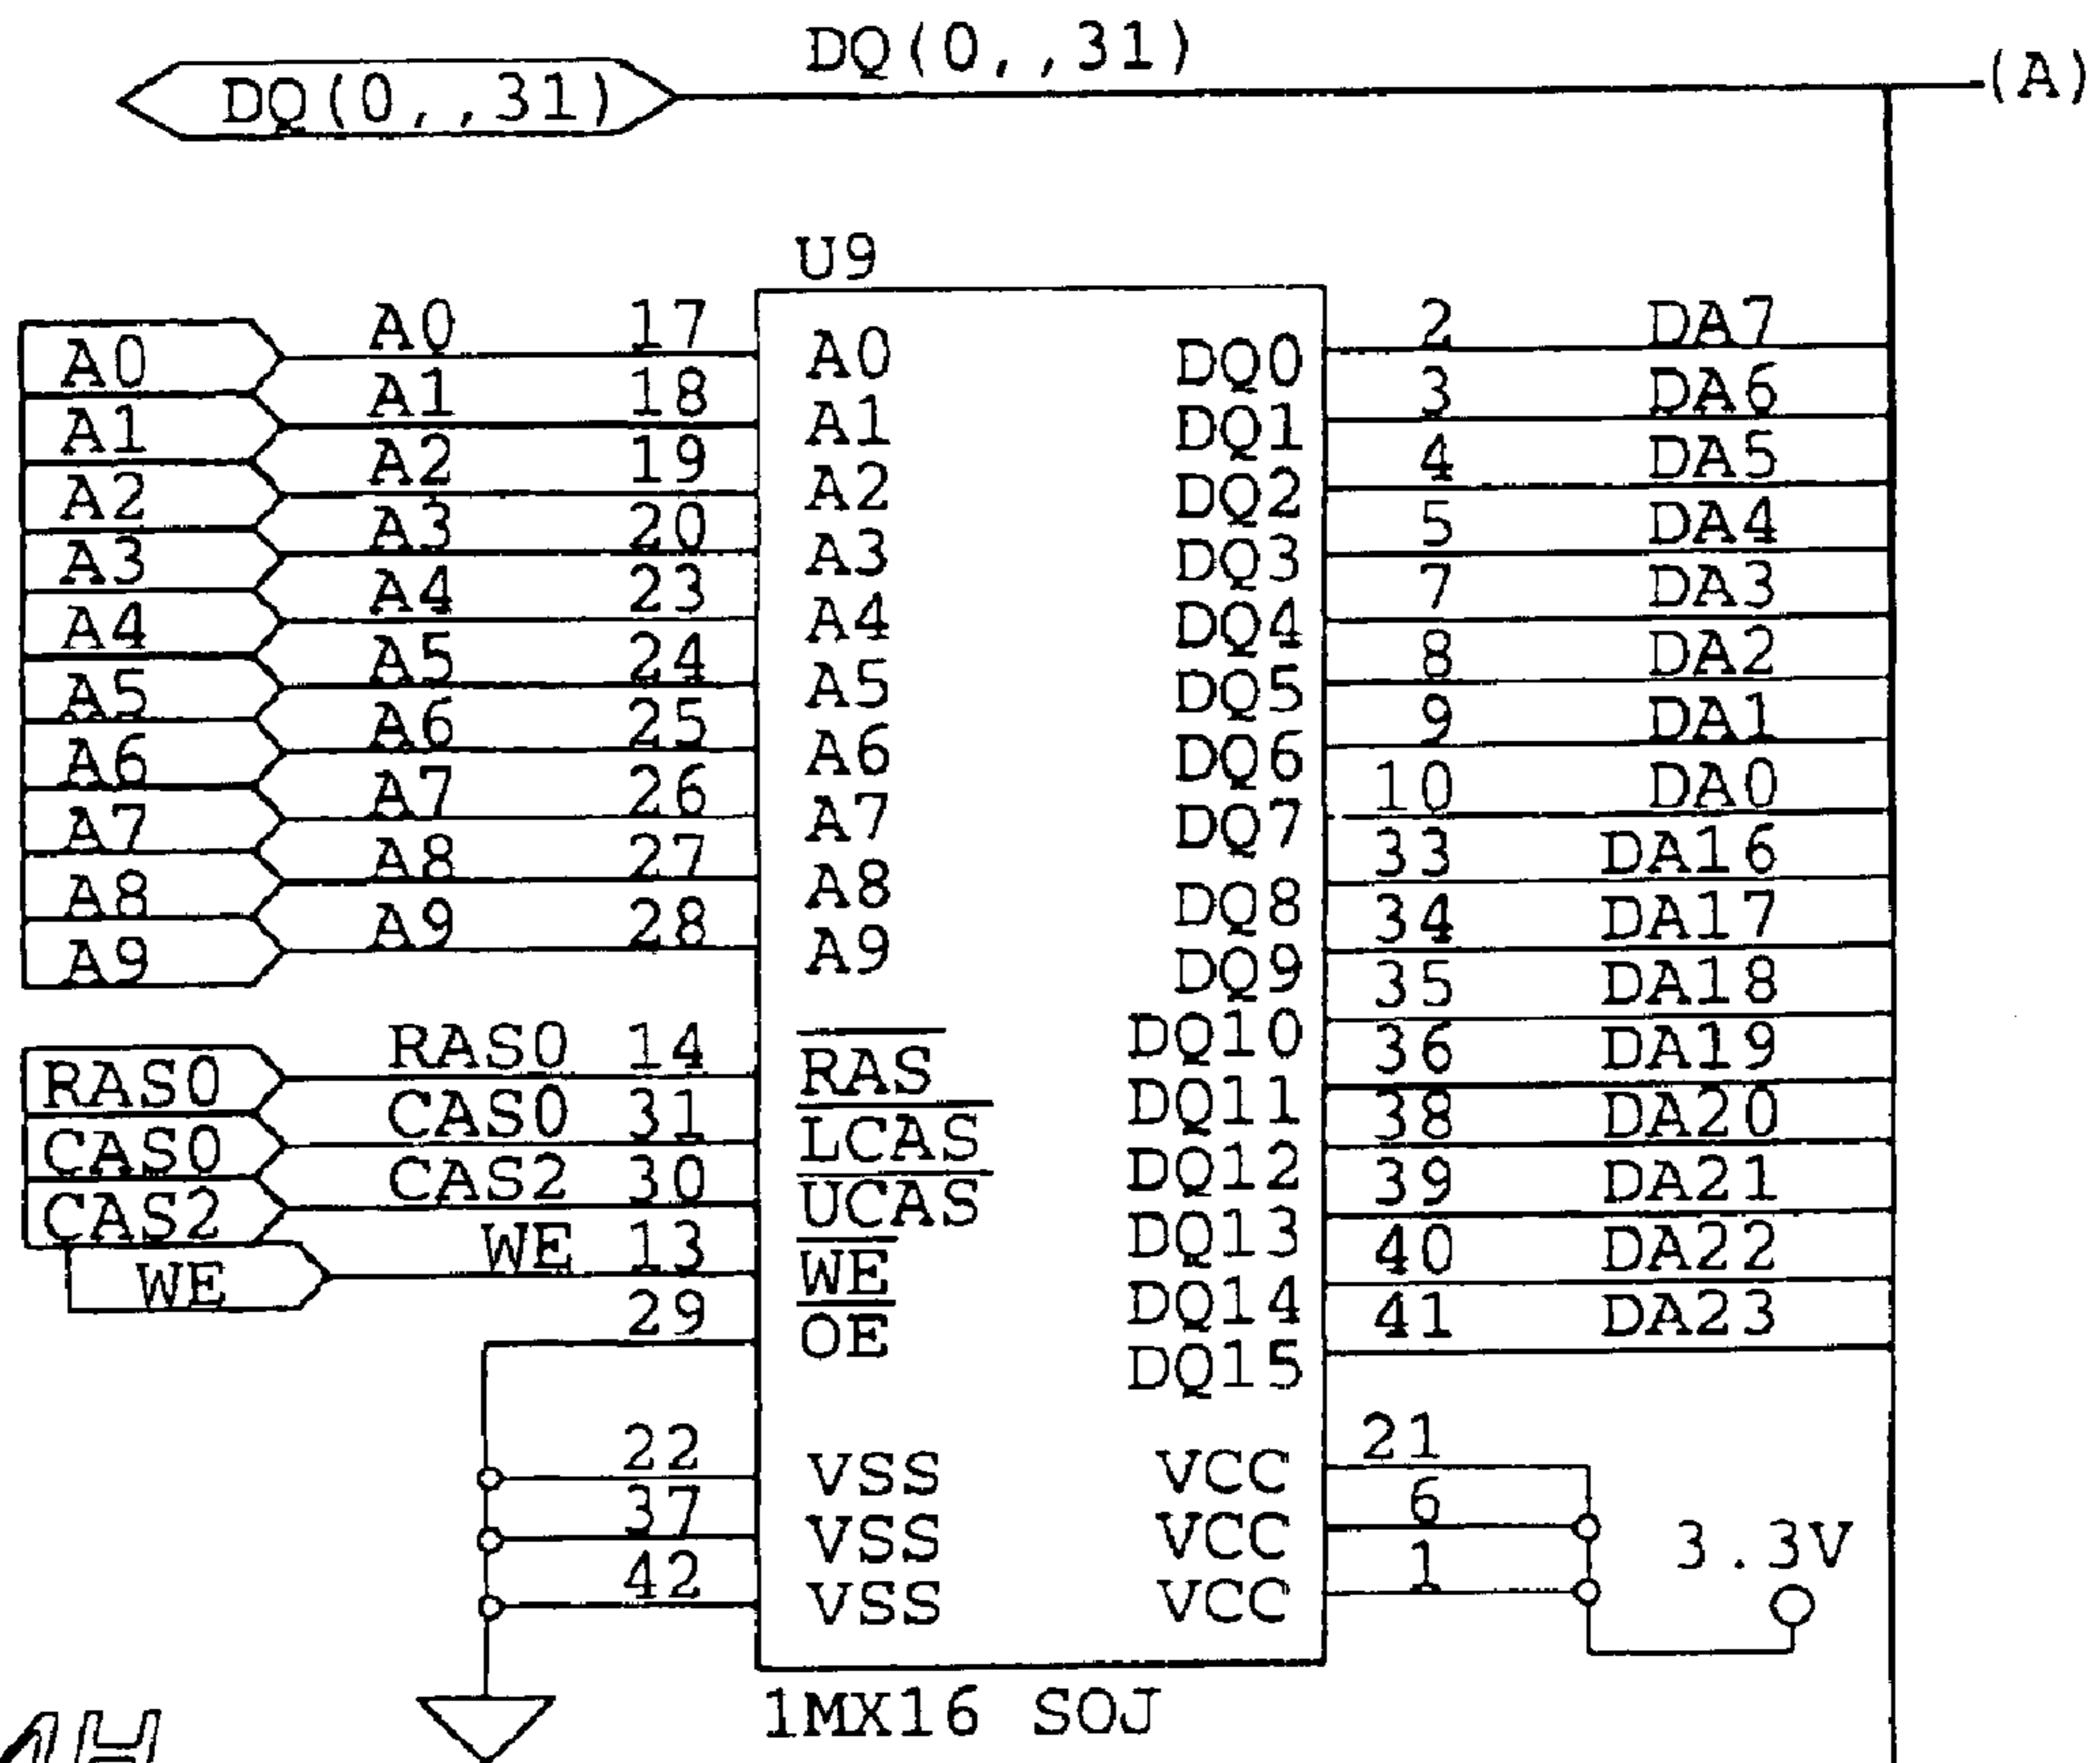 DQ(0,,31)
DQ(0,,31)
(A)
U9
A0 A0 17 A0 DQ0 2 DA7
A1 A1 18 A1 DQ1 3 DA6
A2 A2 19 A2 DQ2 4 DA5
A3 A3 20 A3 DQ3 5 DA4
A4 A4 23 A4 DQ4 7 DA3
A5 A5 24 A5 DQ5 8 DA2
A6 A6 25 A6 DQ6 9 DA1
A7 A7 26 A7 DQ7 10 DA0
A8 A8 27 A8 DQ8 33 DA16
A9 A9 28 A9 DQ9 34 DA17
DQ10 35 DA18
RAS0 RAS0 14 RAS DQ11 36 DA19
CAS0 CAS0 31 LCAS DQ12 38 DA20
CAS2 CAS2 30 UCAS DQ13 39 DA21
WE WE 13 WE DQ14 40 DA22
29 OE DQ15 41 DA23
22 VSS VCC 21
37 VSS VCC 6
42 VSS VCC 1
3.3V
1MX16 SOJ
4H